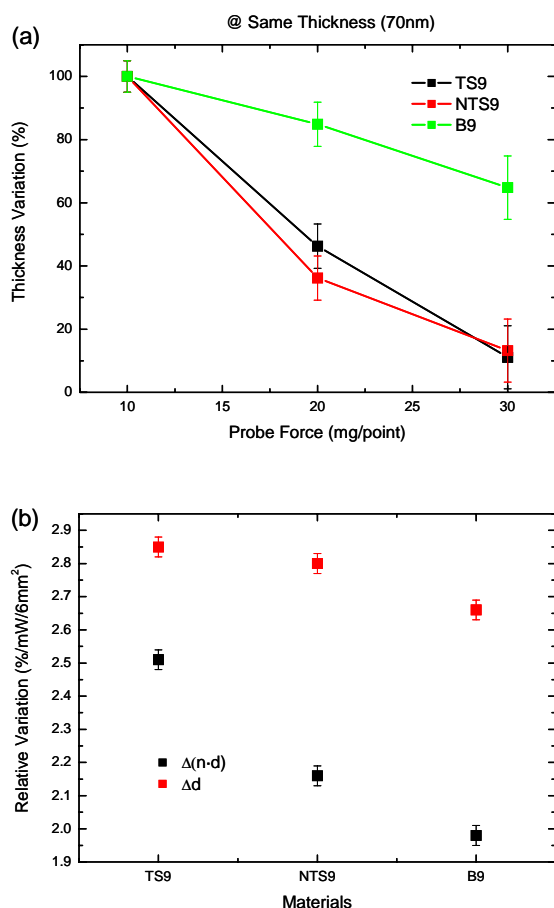 (a)
@ Same Thickness (70nm)
TS9
NTS9
B9
100
80
60
40
20
0
Thickness Variation (%)
10 15 20 25 30
Probe Force (mg/point)
(b)
2.9
2.8
2.7
2.6
2.5
2.4
2.3
2.2
2.1
2.0
1.9
Relative Variation (%/mW/6mm²)
Δ(n·d)
Δd
TS9 NTS9 B9
Materials